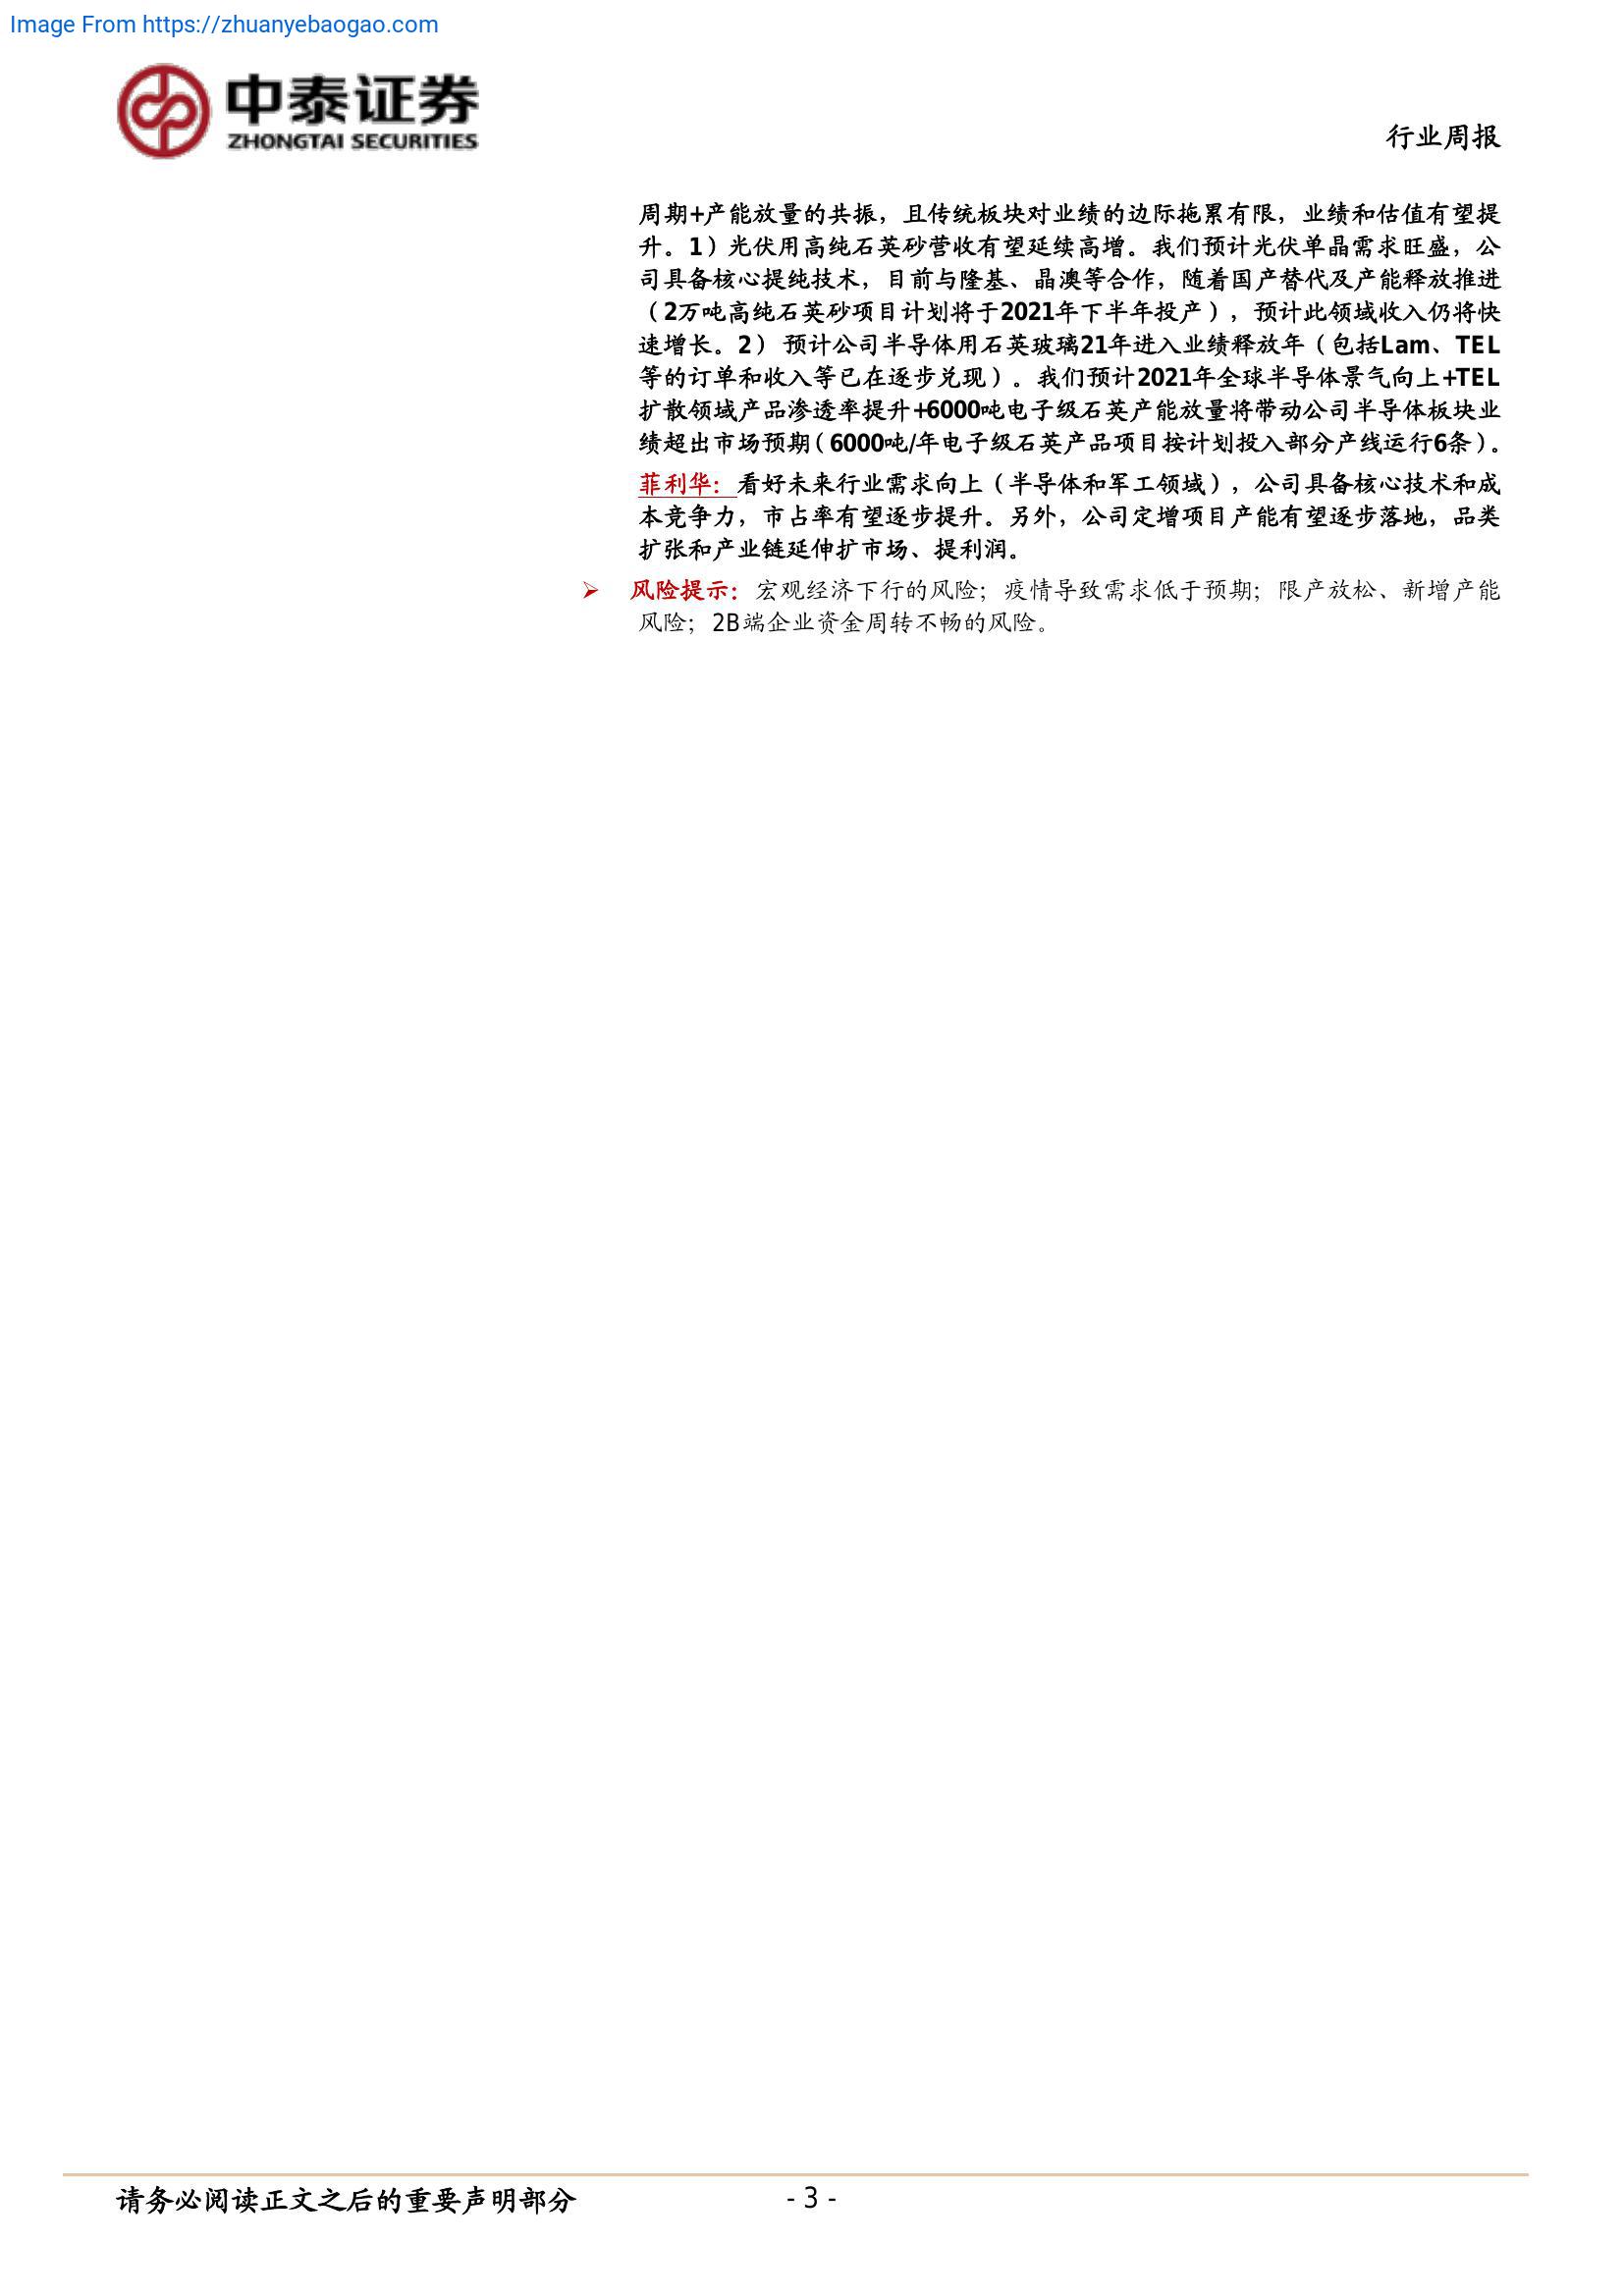 Image From https://zhuanyebaogao.com
中泰证券
ZHONGTAI SECURITIES
行业周报
周期+产能放量的共振，且传统板块对业绩的边际拖累有限，业绩和估值有望提
升。1）光伏用高纯石英砂营收有望延续高增。我们预计光伏单晶需求旺盛，公
司具备核心提纯技术，目前与隆基、晶澳等合作，随着国产替代及产能释放推进
（2万吨高纯石英砂项目计划将于2021年下半年投产），预计此领域收入仍将快
速增长。2） 预计公司半导体用石英玻璃21年进入业绩释放年（包括Lam、TEL
等的订单和收入等已在逐步兑现）。我们预计2021年全球半导体景气向上+TEL
扩散领域产品渗透率提升+6000吨电子级石英产能放量将带动公司半导体板块业
绩超出市场预期（6000吨/年电子级石英产品项目按计划投入部分产线运行6条）。
菲利华：看好未来行业需求向上（半导体和军工领域），公司具备核心技术和成
本竞争力，市占率有望逐步提升。另外，公司定增项目产能有望逐步落地，品类
扩张和产业链延伸扩市场、提利润。
➢ 风险提示：宏观经济下行的风险；疫情导致需求低于预期；限产放松、新增产能
风险；2B端企业资金周转不畅的风险。
请务必阅读正文之后的重要声明部分
- 3 -